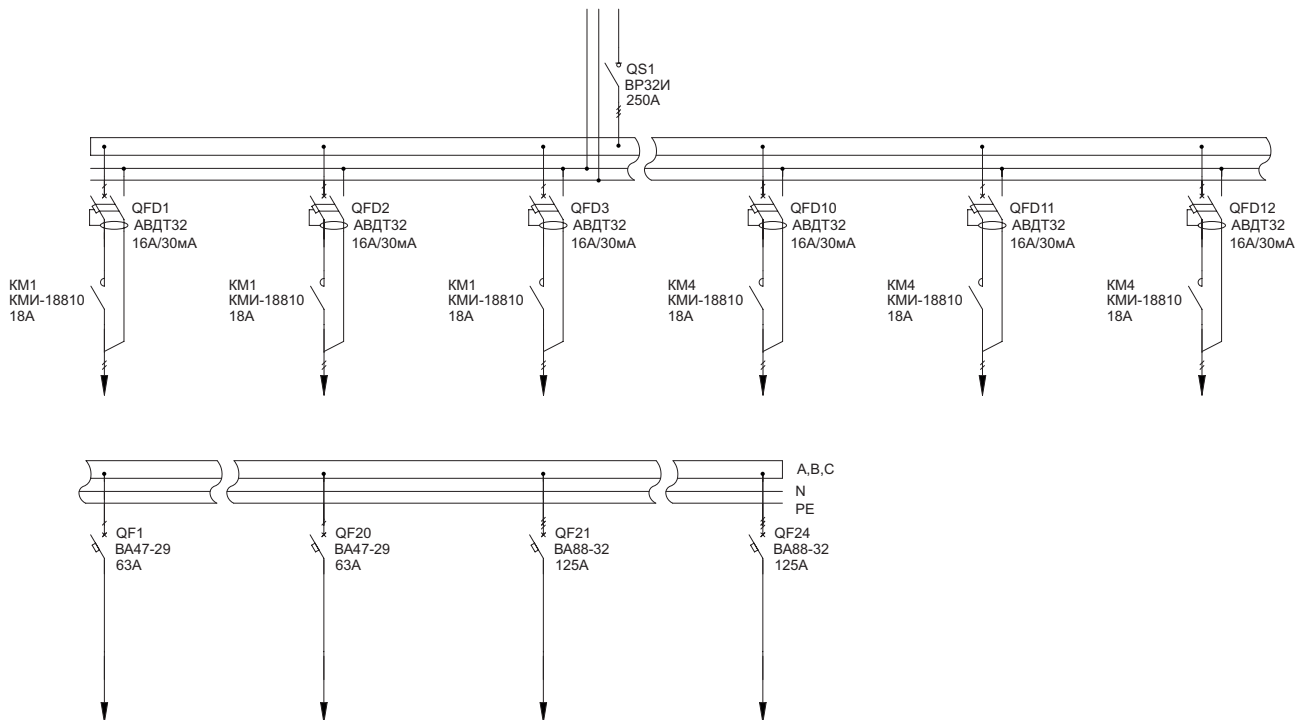 QS1
ВР32И
250А
QFD1
АВДТ32
16А/30мА
QFD2
АВДТ32
16А/30мА
QFD3
АВДТ32
16А/30мА
QFD10
АВДТ32
16А/30мА
QFD11
АВДТ32
16А/30мА
QFD12
АВДТ32
16А/30мА
КМ1
КМИ-18810
18А
КМ1
КМИ-18810
18А
КМ1
КМИ-18810
18А
КМ4
КМИ-18810
18А
КМ4
КМИ-18810
18А
КМ4
КМИ-18810
18А
A,B,C
N
PE
QF1
ВА47-29
63А
QF20
ВА47-29
63А
QF21
ВА88-32
125А
QF24
ВА88-32
125А